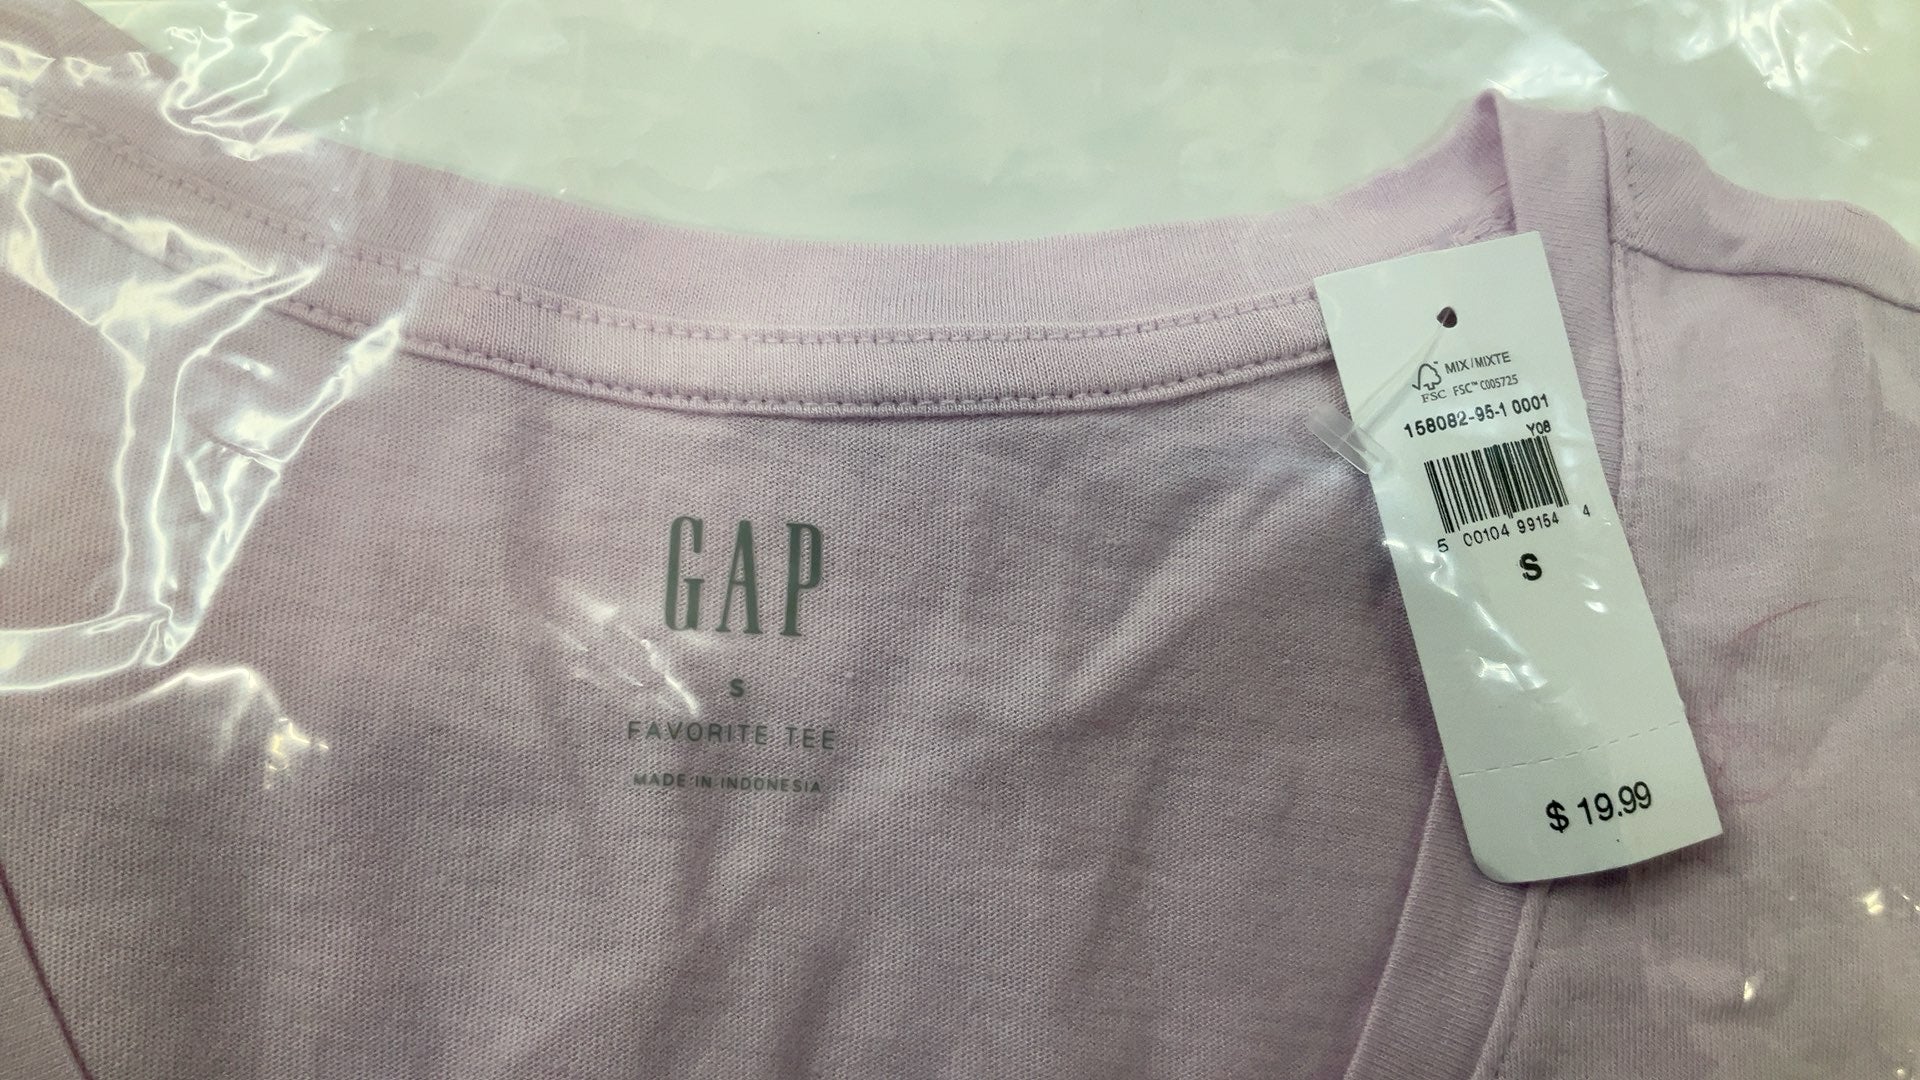 GAP
S
FAVORITE TEE
MADE IN INDONESIA
MIX/MIXTE
FSC FSC™ C005725
158082-95-1 0001
Y08
5 00104 99154 4
S
$ 19.99